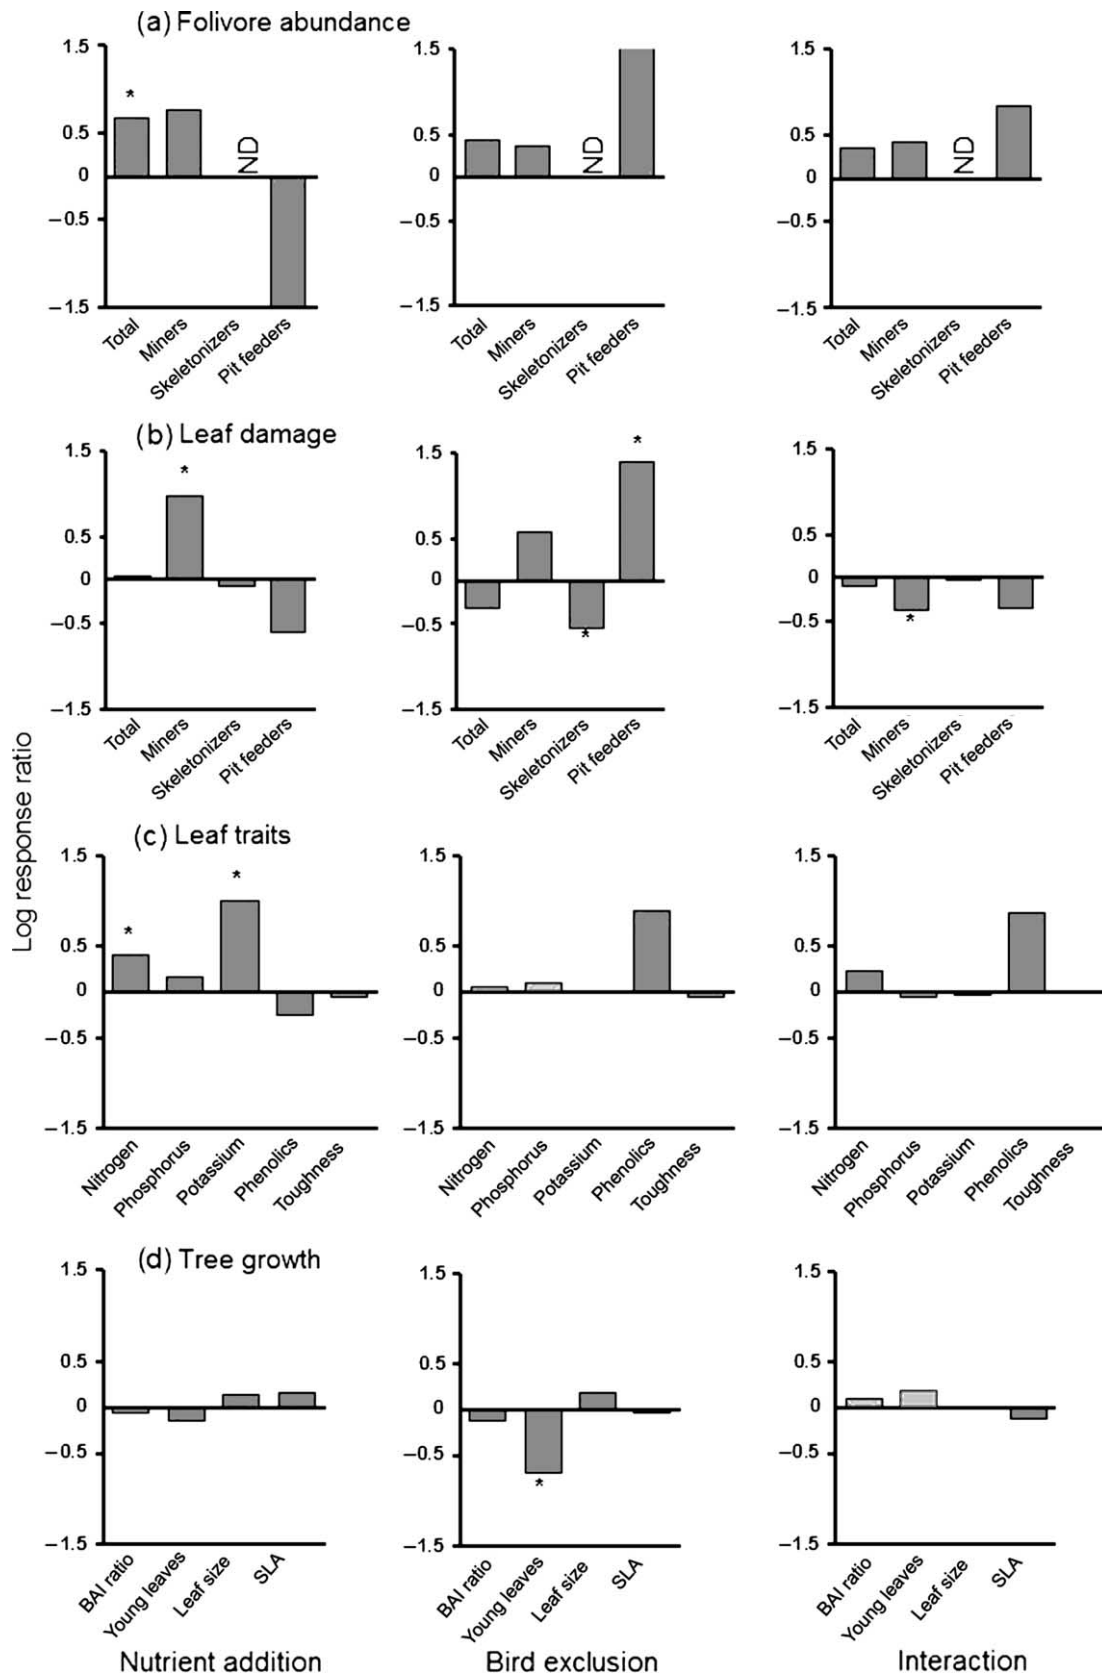 (a) Folivore abundance
1.5
0.5
0
–0.5
–1.5
*
ND
Total
Miners
Skeletonizers
Pit feeders
1.5
0.5
0
–0.5
–1.5
ND
Total
Miners
Skeletonizers
Pit feeders
1.5
0.5
0
–0.5
–1.5
ND
Total
Miners
Skeletonizers
Pit feeders
(b) Leaf damage
1.5
0.5
0
–0.5
–1.5
*
Total
Miners
Skeletonizers
Pit feeders
1.5
0.5
0
–0.5
–1.5
*
*
Total
Miners
Skeletonizers
Pit feeders
1.5
0.5
0
–0.5
–1.5
*
Total
Miners
Skeletonizers
Pit feeders
Log response ratio
(c) Leaf traits
1.5
0.5
0
–0.5
–1.5
*
*
Nitrogen
Phosphorus
Potassium
Phenolics
Toughness
1.5
0.5
0
–0.5
–1.5
Nitrogen
Phosphorus
Potassium
Phenolics
Toughness
1.5
0.5
0
–0.5
–1.5
Nitrogen
Phosphorus
Potassium
Phenolics
Toughness
(d) Tree growth
1.5
0.5
0
–0.5
–1.5
BAI ratio
Young leaves
Leaf size
SLA
1.5
0.5
0
–0.5
–1.5
*
BAI ratio
Young leaves
Leaf size
SLA
1.5
0.5
0
–0.5
–1.5
BAI ratio
Young leaves
Leaf size
SLA
Nutrient addition
Bird exclusion
Interaction